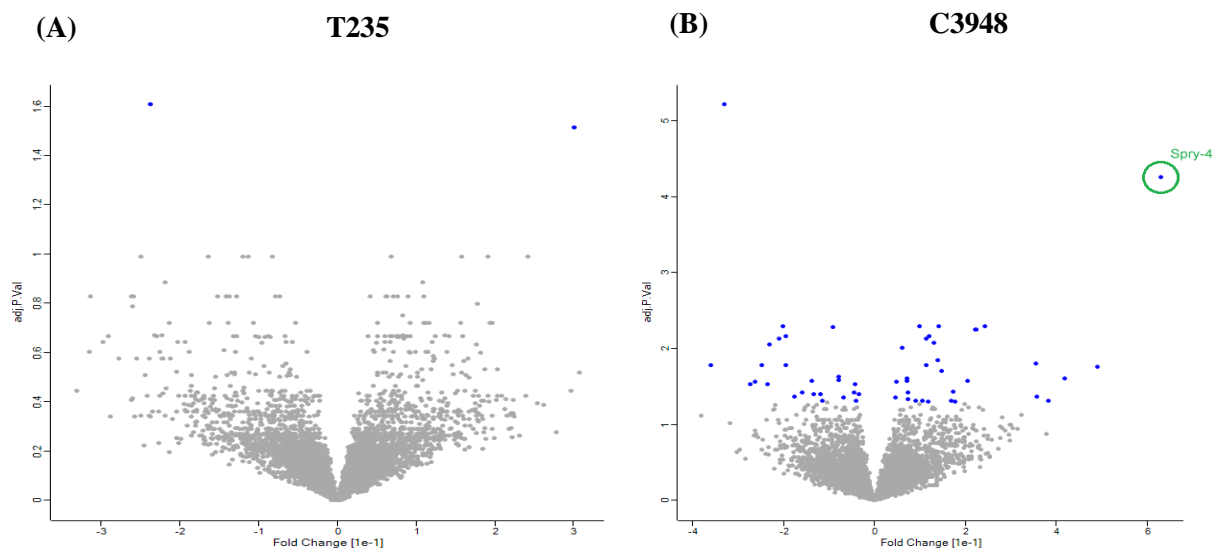 (A) T235
adj.P.Val
1.6
1.4
1.2
1
0.8
0.6
0.4
0.2
0
-3 -2 -1 0 1 2 3
Fold Change [1e-1]
(B) C3948
adj.P.Val
5
4
3
2
1
0
Spry-4
-4 -2 0 2 4 6
Fold Change [1e-1]